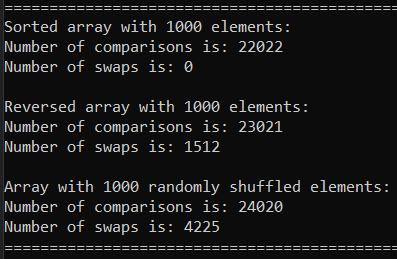 Sorted array with 1000 elements:
Number of comparisons is: 22022
Number of swaps is: 0
Reversed array with 1000 elements:
Number of comparisons is: 23021
Number of swaps is: 1512
Array with 1000 randomly shuffled elements:
Number of comparisons is: 24020
Number of swaps is: 4225